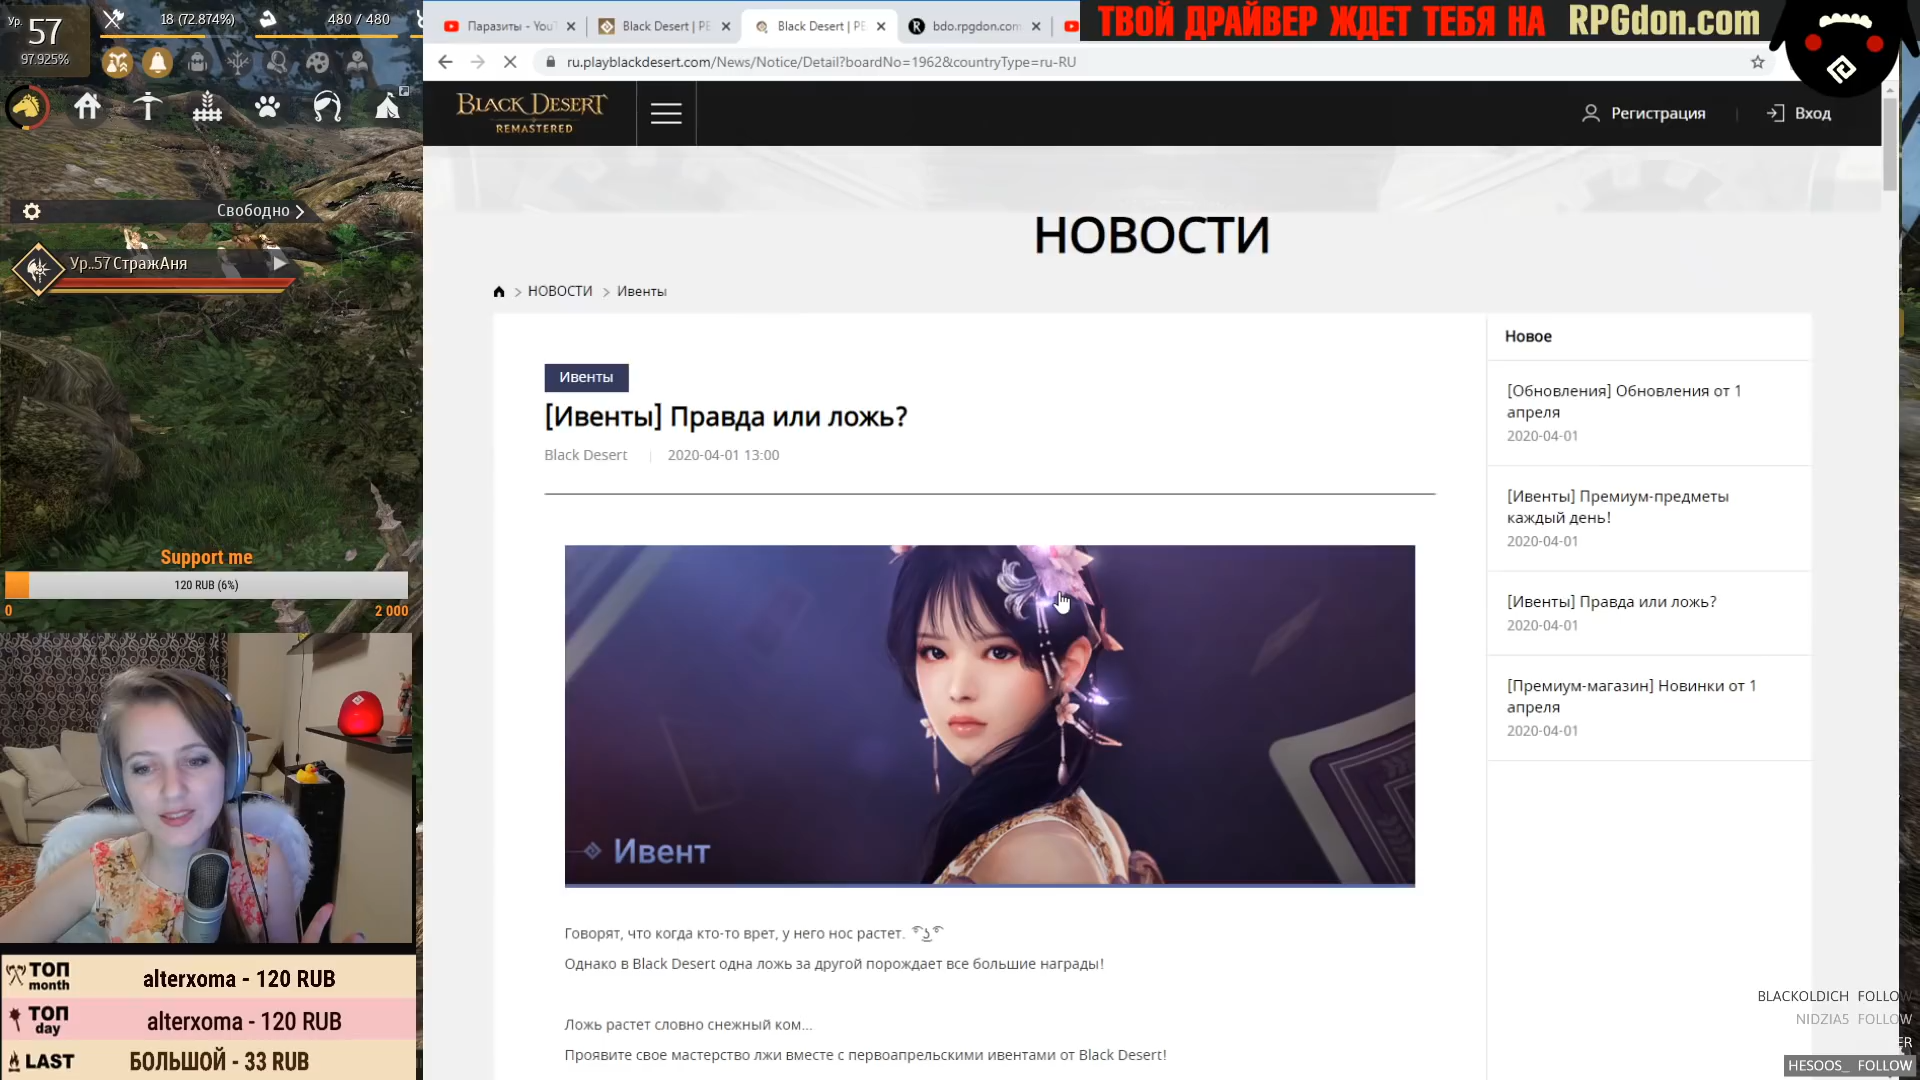 Ур.
57
97.925%
18 (72.874%)
480 / 480
Свободно
Ур..57 СтражАня
Support me
120 RUB (6%)
0
2 000
ТОП
month
alterxoma - 120 RUB
ТОП
day
alterxoma - 120 RUB
LAST
БОЛЬШОЙ - 33 RUB
Паразиты - YouT
Black Desert | РЕ
Black Desert | РЕ
bdo.rpgdon.com
ТВОЙ ДРАЙВЕР ЖДЕТ ТЕБЯ НА RPGdon.com
ru.playblackdesert.com/News/Notice/Detail?boardNo=1962&countryType=ru-RU
BLACK DESERT
REMASTERED
Регистрация
Вход
НОВОСТИ
НОВОСТИ > Ивенты
Ивенты
[Ивенты] Правда или ложь?
Black Desert | 2020-04-01 13:00
Ивент
Говорят, что когда кто-то врет, у него нос растет.
Однако в Black Desert одна ложь за другой порождает все большие награды!
Ложь растет словно снежный ком...
Проявите свое мастерство лжи вместе с первоапрельскими ивентами от Black Desert!
Новое
[Обновления] Обновления от 1
апреля
2020-04-01
[Ивенты] Премиум-предметы
каждый день!
2020-04-01
[Ивенты] Правда или ложь?
2020-04-01
[Премиум-магазин] Новинки от 1
апреля
2020-04-01
BLACKOLDICH FOLLOW
NIDZIA5 FOLLOW
ER
HESOOS_ FOLLOW